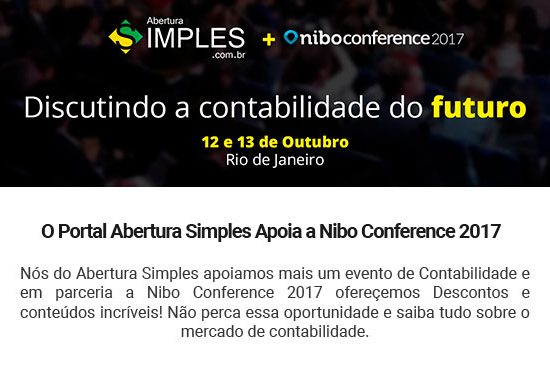 Abertura
SIMPLES
.com.br
+ niboconference2017
Discutindo a contabilidade do futuro
12 e 13 de Outubro
Rio de Janeiro
O Portal Abertura Simples Apoia a Nibo Conference 2017
Nós do Abertura Simples apoiamos mais um evento de Contabilidade e
em parceria a Nibo Conference 2017 ofereçemos Descontos e
conteúdos incríveis! Não perca essa oportunidade e saiba tudo sobre o
mercado de contabilidade.